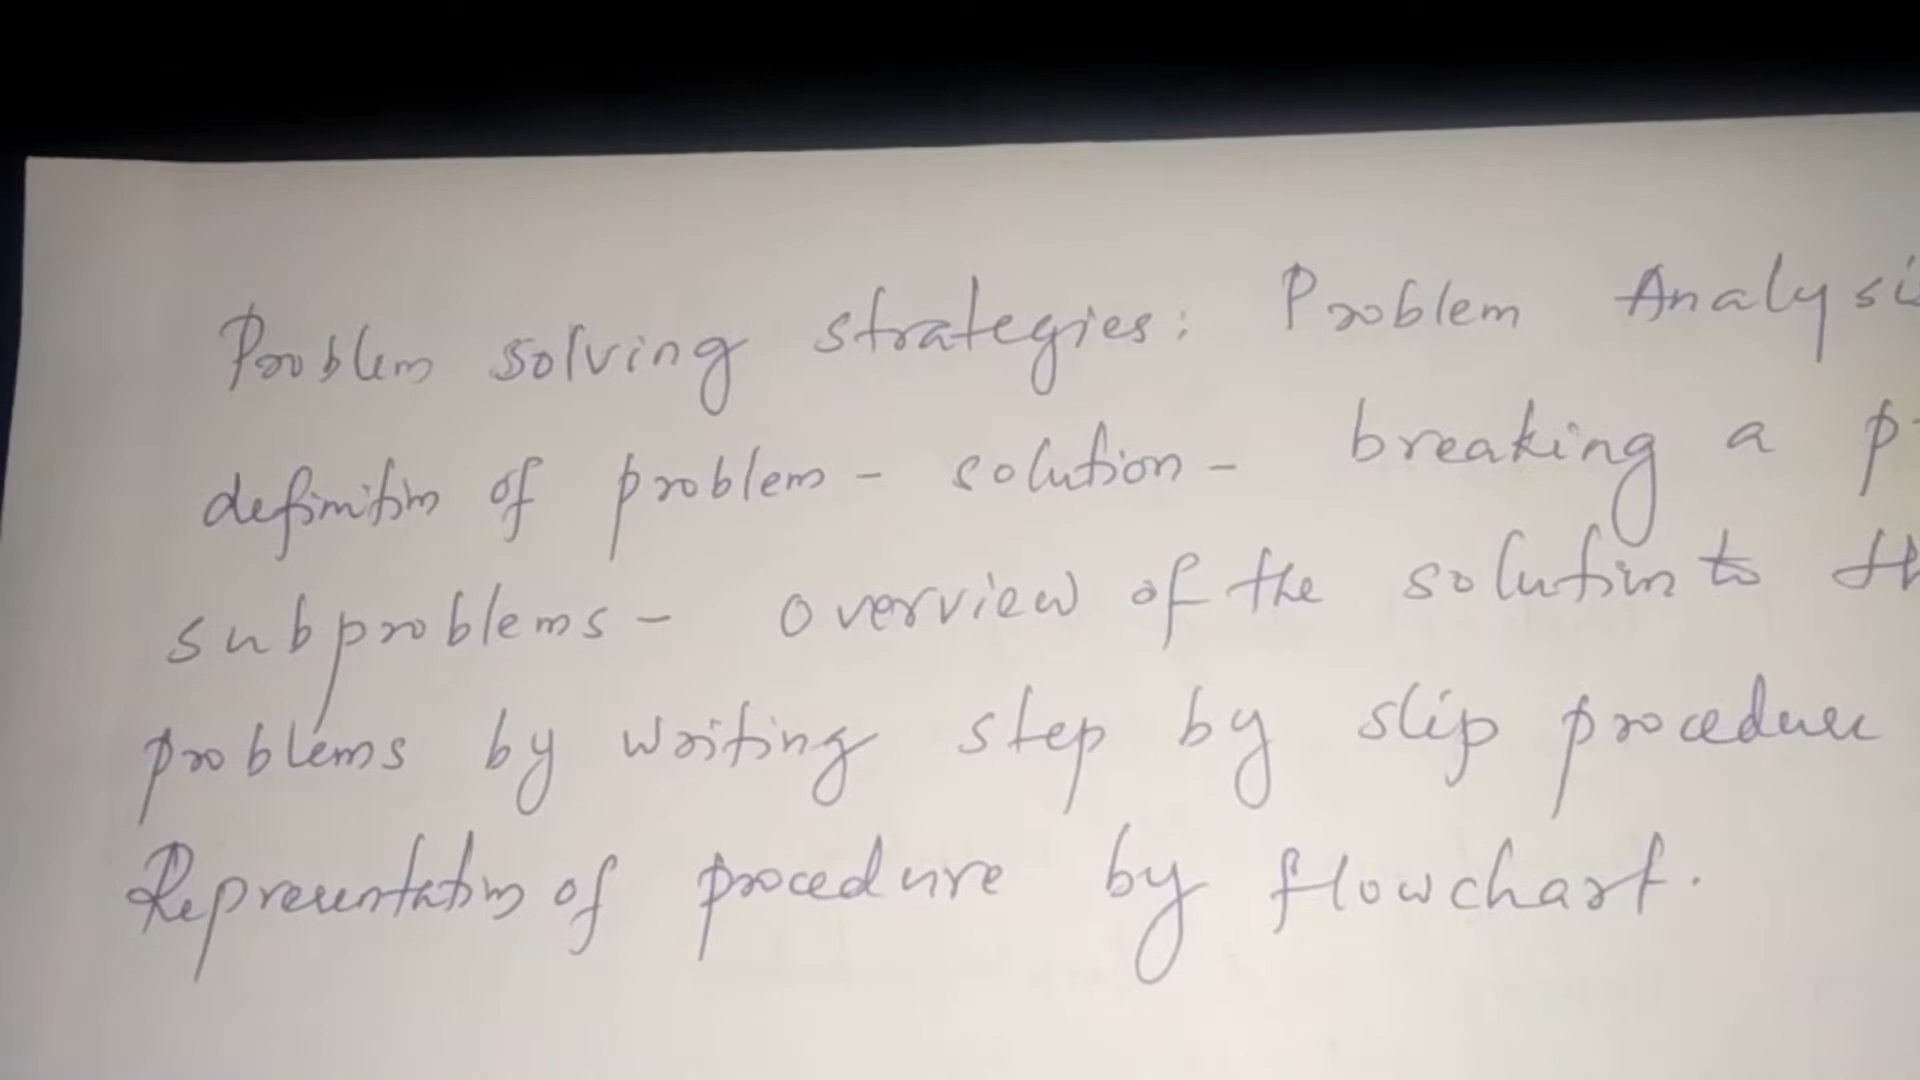 Problem solving strategies: Problem Analysis
definition of problem - solution - breaking a
subproblems - overview of the solution to
problems by writing step by slip procedure
Representation of procedure by flowchart.